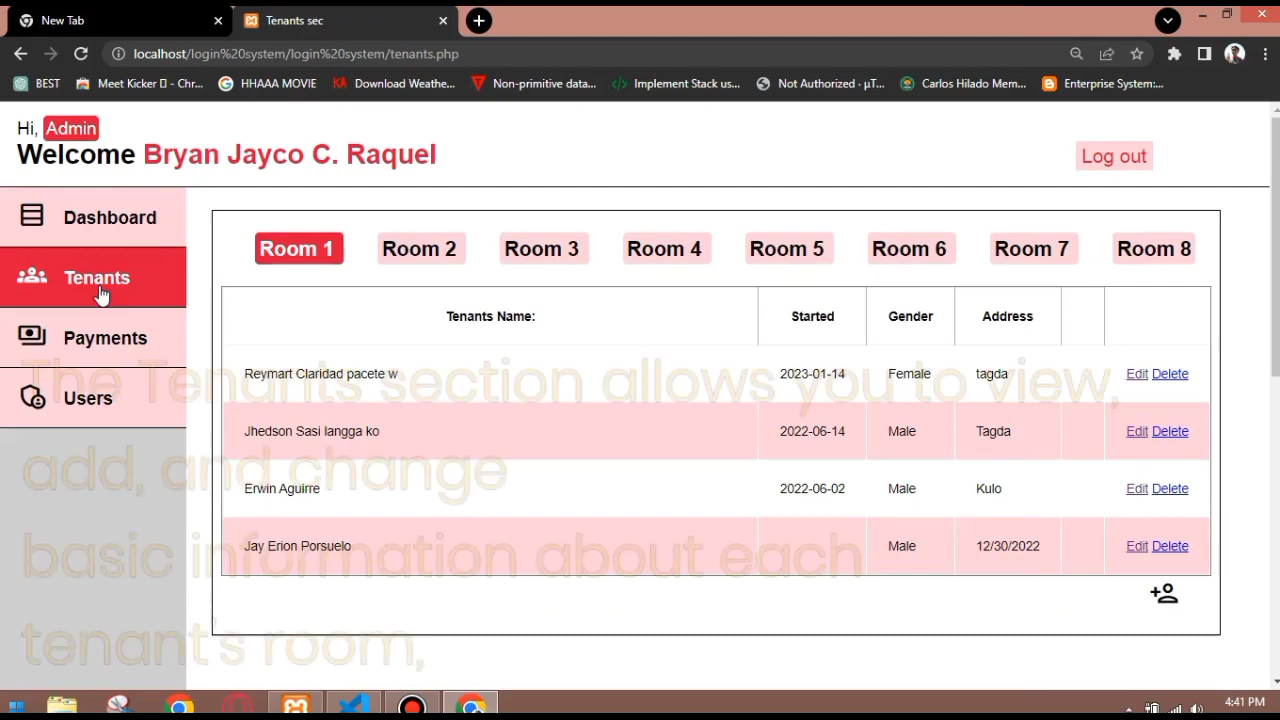 New Tab
Tenants sec
localhost/login%20system/login%20system/tenants.php
BEST
Meet Kicker - Chr...
HHAAA MOVIE
Download Weathe...
Non-primitive data...
Implement Stack us...
Not Authorized · µT...
Carlos Hilado Mem...
Enterprise System:...
Hi, Admin
Welcome Bryan Jayco C. Raquel
Log out
Dashboard
Tenants
Payments
Users
Room 1 Room 2 Room 3 Room 4 Room 5 Room 6 Room 7 Room 8
Tenants Name: Started Gender Address
Reymart Claridad pacete w 2023-01-14 Female tagda Edit Delete
Jhedson Sasi langga ko 2022-06-14 Male Tagda Edit Delete
Erwin Aguirre 2022-06-02 Male Kulo Edit Delete
Jay Erion Porsuelo Male 12/30/2022 Edit Delete
The Tenants section allows you to view,
add, and change
basic information about each
tenant's room,
4:41 PM